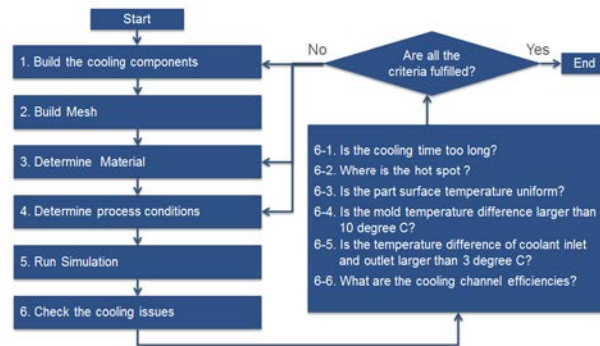 Start
1. Build the cooling components
2. Build Mesh
3. Determine Material
4. Determine process conditions
5. Run Simulation
6. Check the cooling issues
6-1. Is the cooling time too long?
6-2. Where is the hot spot ?
6-3. Is the part surface temperature uniform?
6-4. Is the mold temperature difference larger than
10 degree C?
6-5. Is the temperature difference of coolant inlet
and outlet larger than 3 degree C?
6-6. What are the cooling channel efficiencies?
Are all the
criteria fulfilled?
No
Yes
End